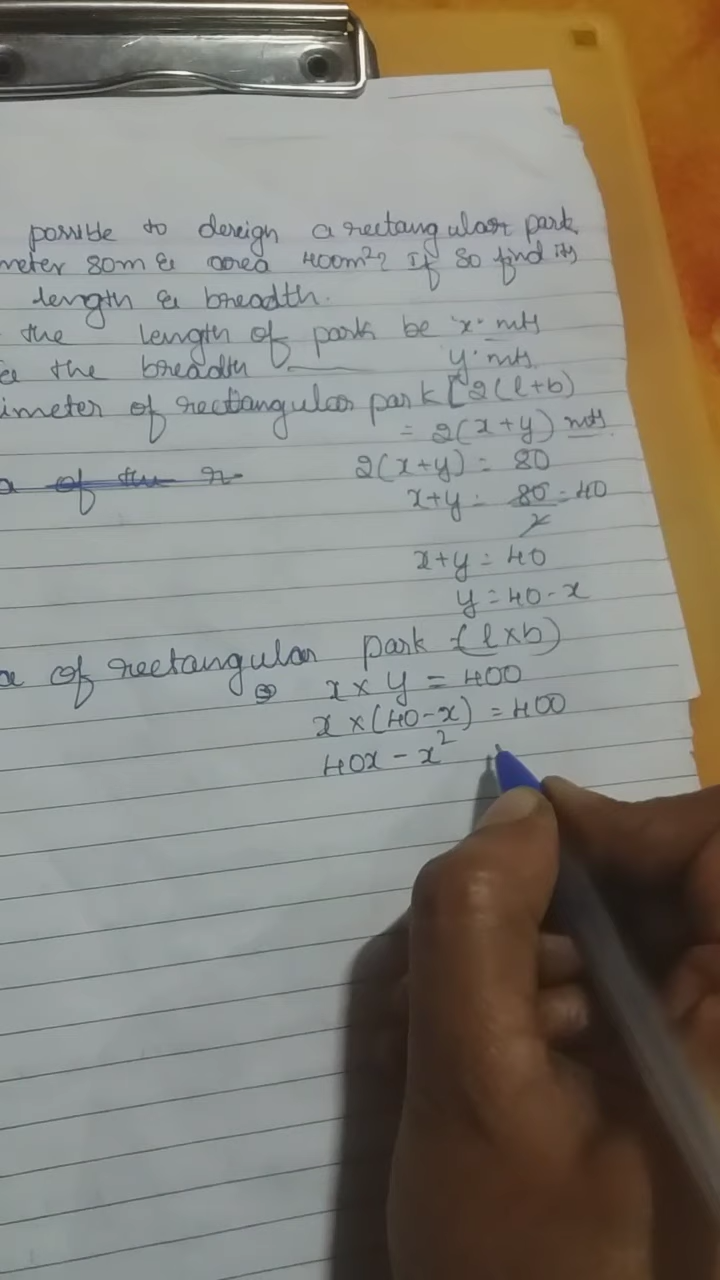 possible to design a rectangular park
meter 80m & area 400m²? If so find its
length & breadth.
the length of park be x mts
the breadth y mts.
imeter of rectangular park [2(l+b)
= 2(x+y) mts
2(x+y) = 80
x+y = 80/2 = 40
x+y = 40
y = 40-x
of rectangular park (l×b)
x × y = 400
x × (40-x) = 400
40x - x²